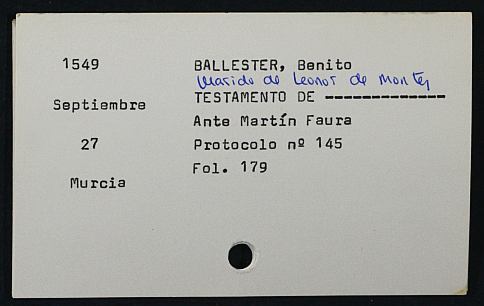 1549
BALLESTER, Benito
Marido de Leonor de Montes
Septiembre
TESTAMENTO DE -------------
Ante Martín Faura
27
Protocolo nº 145
Fol. 179
Murcia